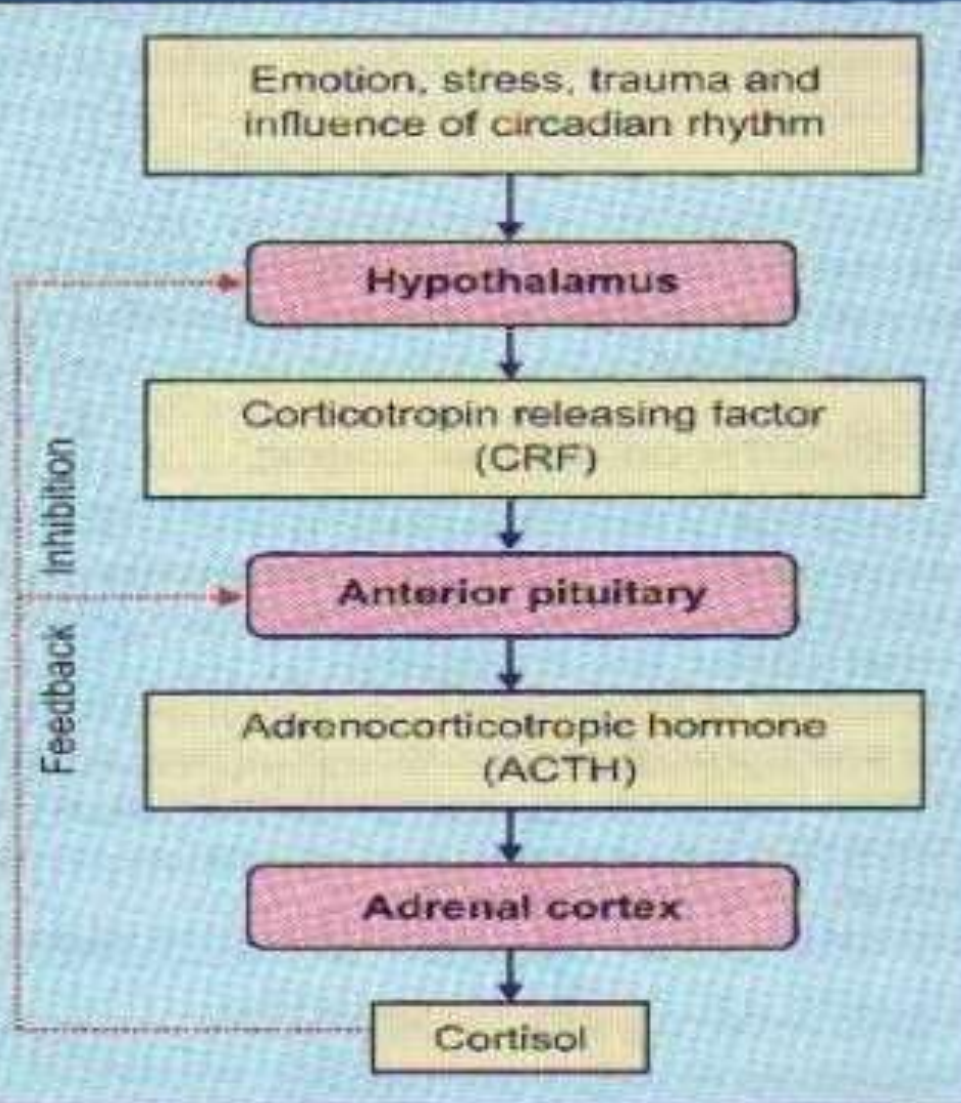 Emotion, stress, trauma and
influence of circadian rhythm
Hypothalamus
Corticotropin releasing factor
(CRF)
Feedback Inhibition
Anterior pituitary
Adrenocorticotropic hormone
(ACTH)
Adrenal cortex
Cortisol